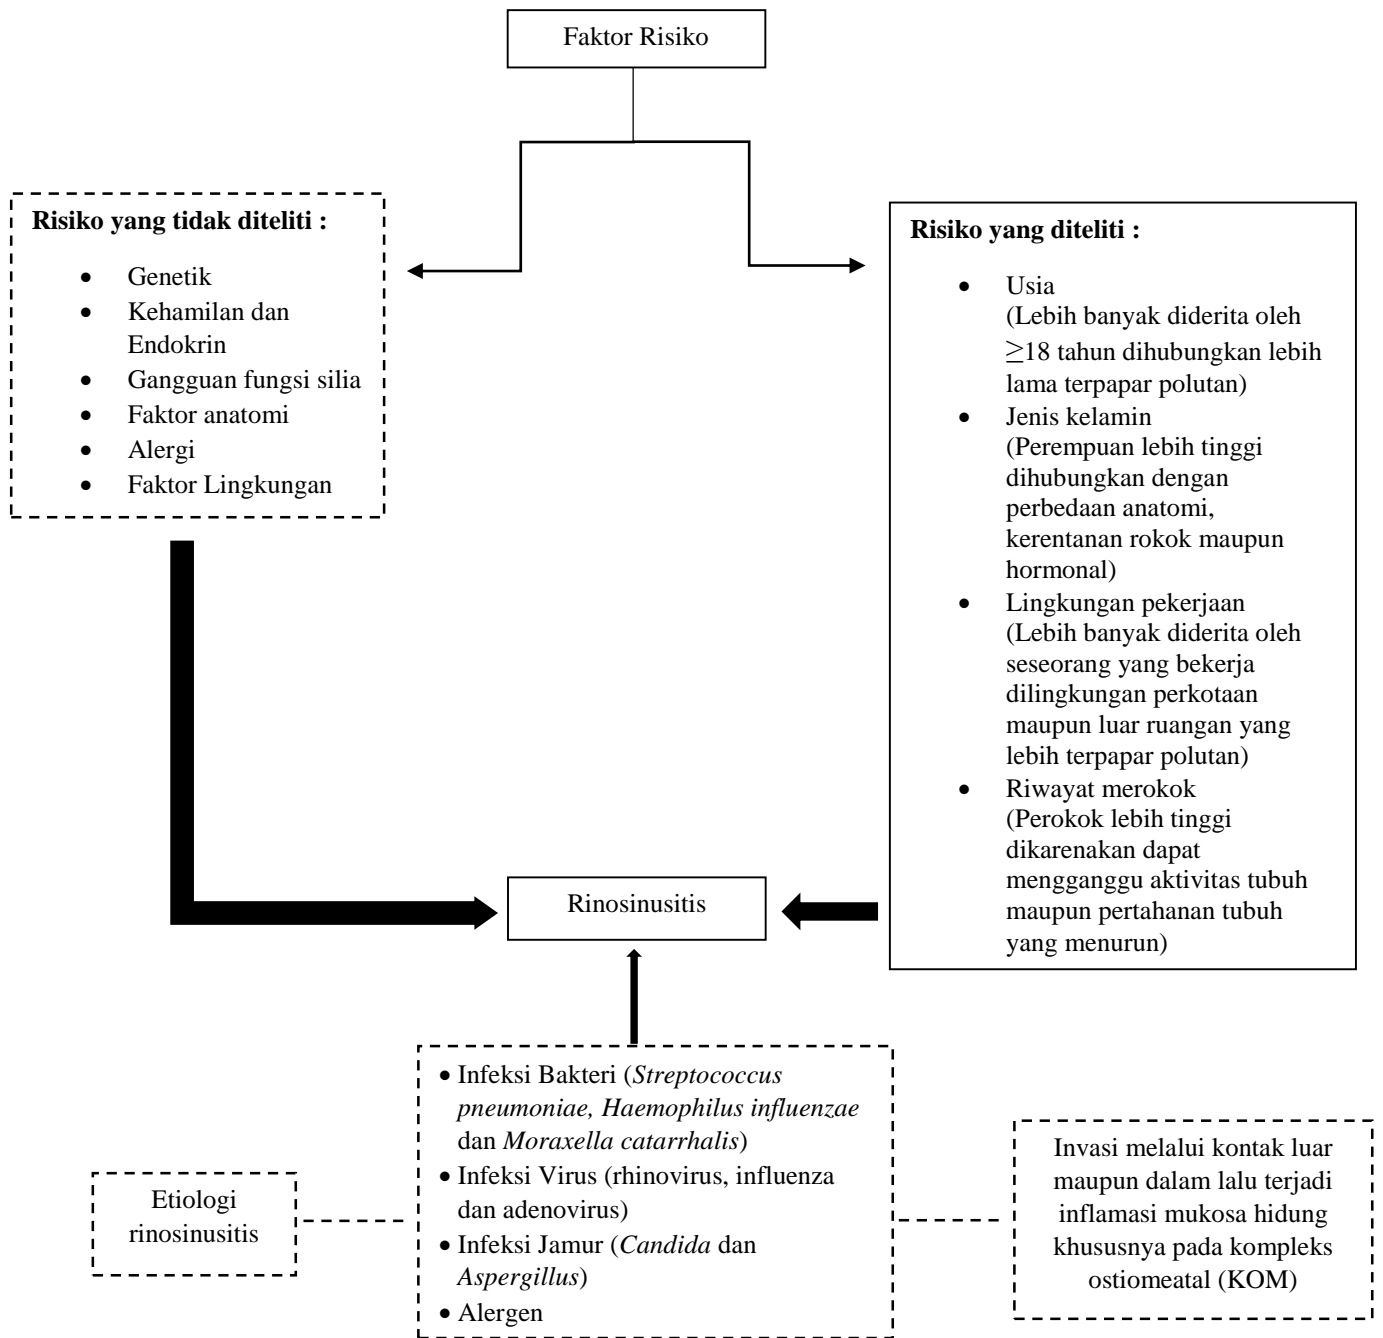 Faktor Risiko
Risiko yang tidak diteliti :
• Genetik
• Kehamilan dan
Endokrin
• Gangguan fungsi silia
• Faktor anatomi
• Alergi
• Faktor Lingkungan
Risiko yang diteliti :
• Usia
(Lebih banyak diderita oleh
≥18 tahun dihubungkan lebih
lama terpapar polutan)
• Jenis kelamin
(Perempuan lebih tinggi
dihubungkan dengan
perbedaan anatomi,
kerentanan rokok maupun
hormonal)
• Lingkungan pekerjaan
(Lebih banyak diderita oleh
seseorang yang bekerja
dilingkungan perkotaan
maupun luar ruangan yang
lebih terpapar polutan)
• Riwayat merokok
(Perokok lebih tinggi
dikarenakan dapat
mengganggu aktivitas tubuh
maupun pertahanan tubuh
yang menurun)
Rinosinusitis
Etiologi
rinosinusitis
• Infeksi Bakteri (Streptococcus
pneumoniae, Haemophilus influenzae
dan Moraxella catarrhalis)
• Infeksi Virus (rhinovirus, influenza
dan adenovirus)
• Infeksi Jamur (Candida dan
Aspergillus)
• Alergen
Invasi melalui kontak luar
maupun dalam lalu terjadi
inflamasi mukosa hidung
khususnya pada kompleks
ostiomeatal (KOM)